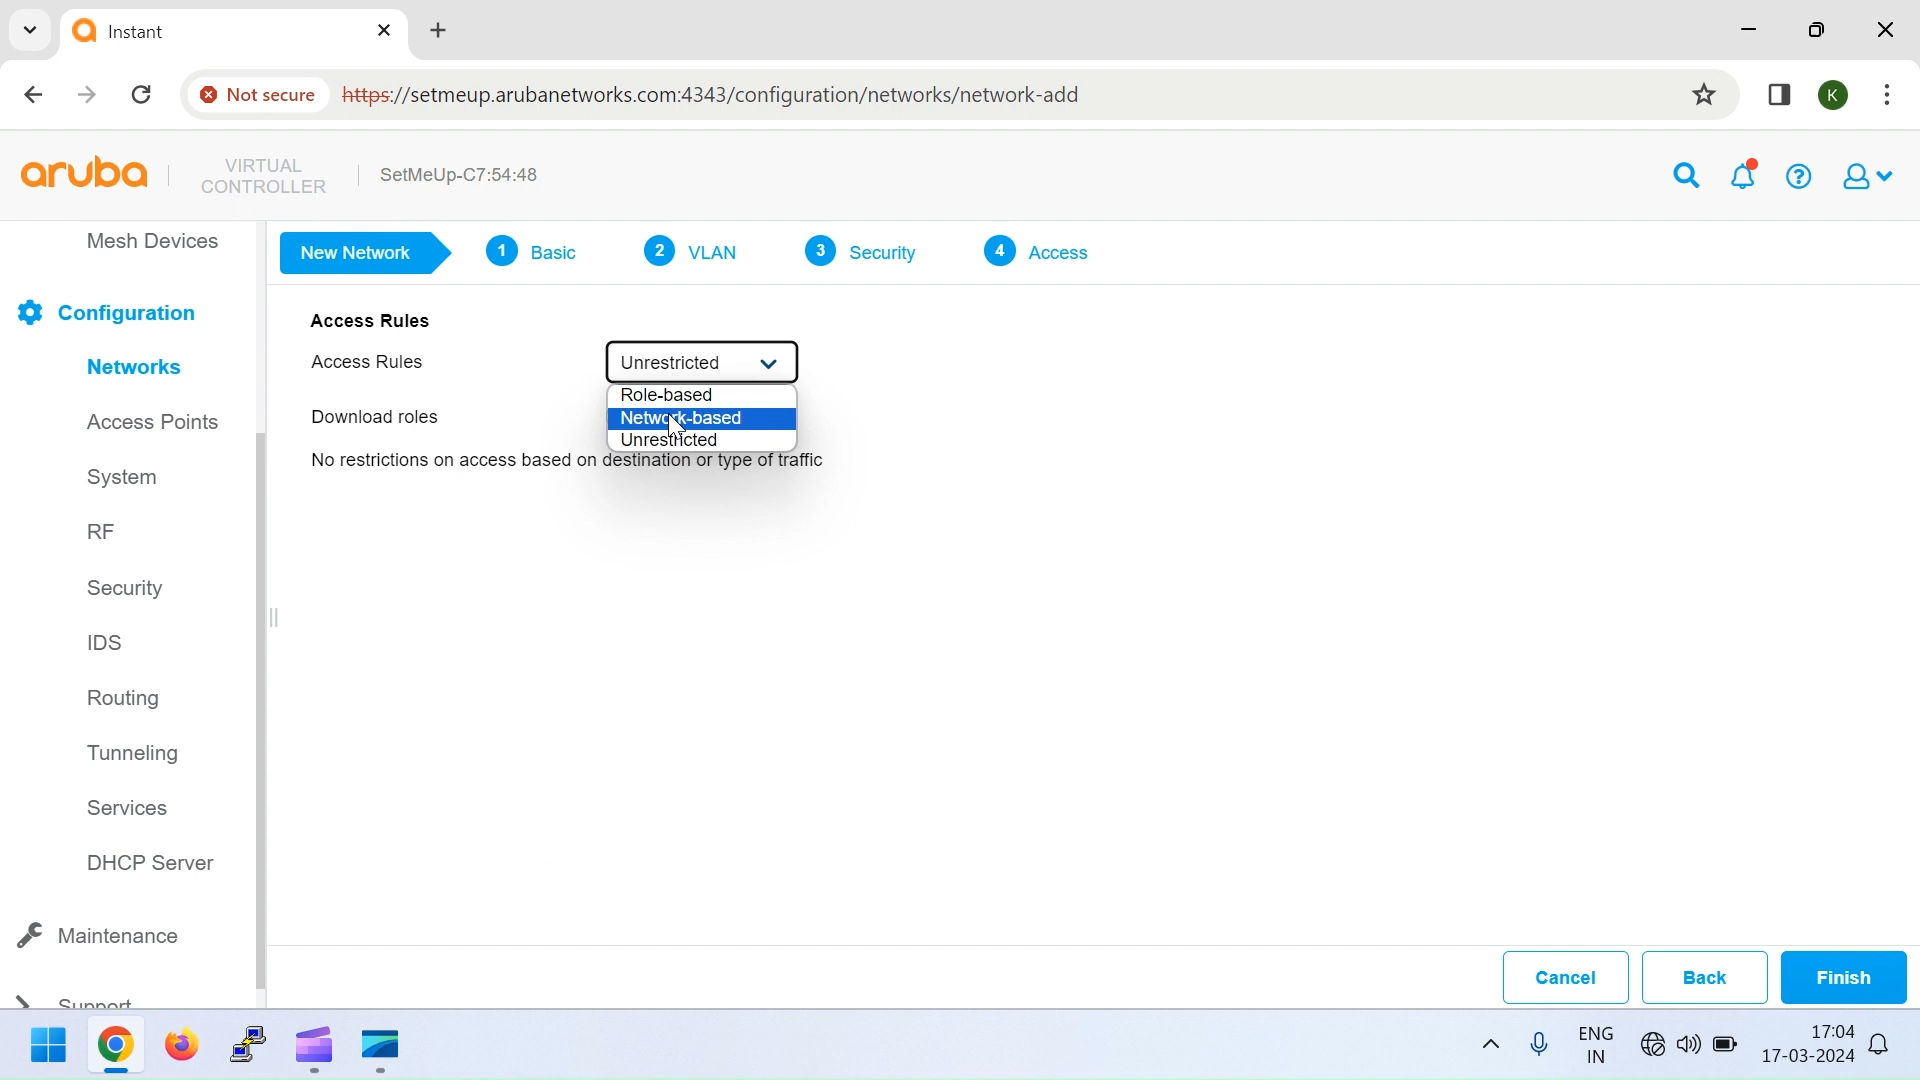 Instant
Not secure https://setmeup.arubanetworks.com:4343/configuration/networks/network-add
K
aruba
VIRTUAL CONTROLLER
SetMeUp-C7:54:48
Mesh Devices
Configuration
Networks
Access Points
System
RF
Security
IDS
Routing
Tunneling
Services
DHCP Server
Maintenance
Support
New Network 1 Basic 2 VLAN 3 Security 4 Access
Access Rules
Access Rules Unrestricted
Role-based
Network-based
Unrestricted
Download roles
No restrictions on access based on destination or type of traffic
Cancel Back Finish
ENG
IN
17:04
17-03-2024